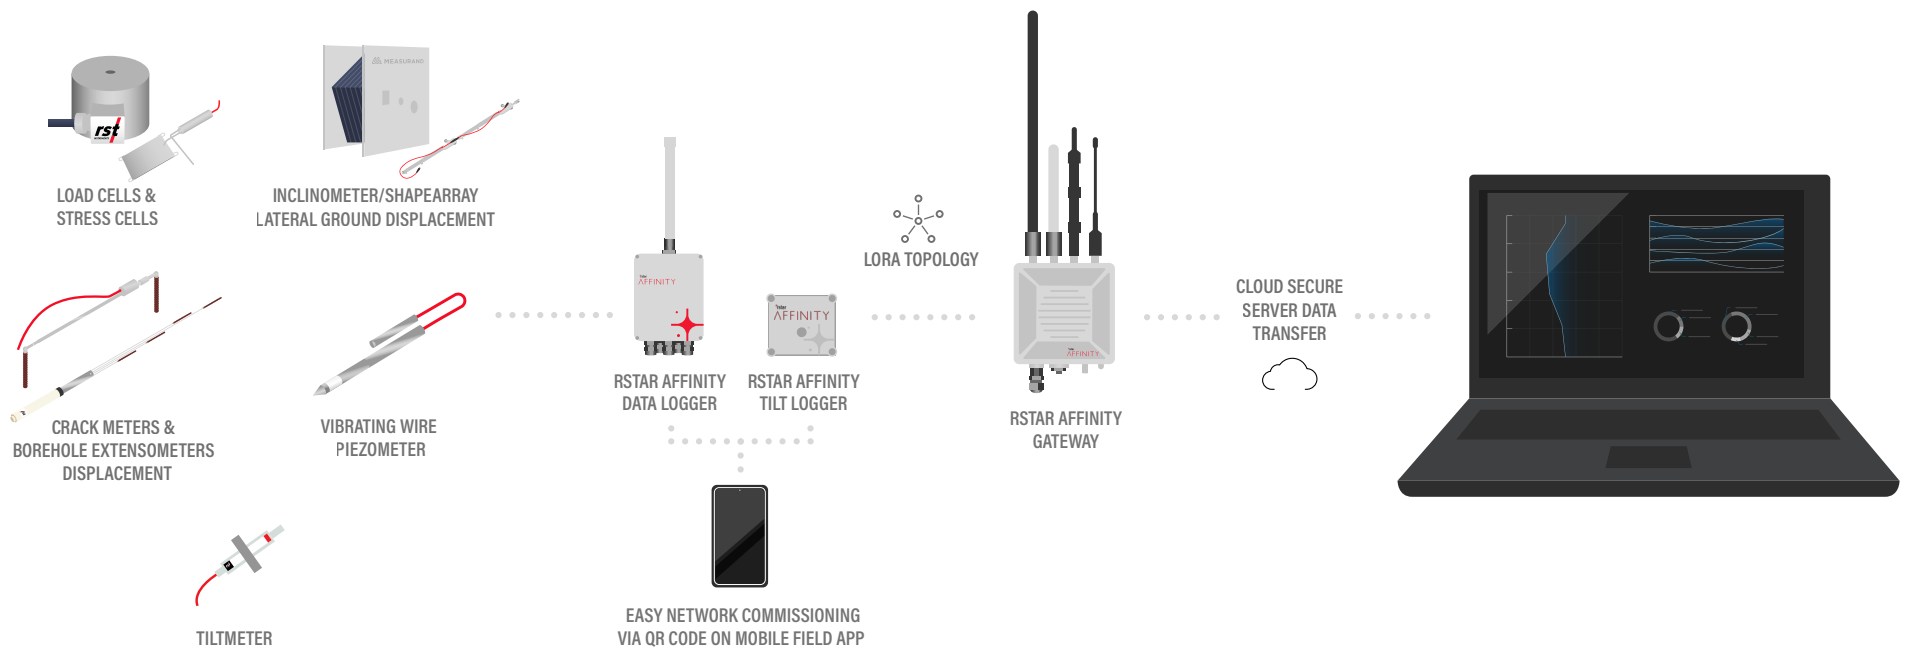 rst
MEASURAND
LOAD CELLS &
STRESS CELLS
INCLINOMETER/SHAPEARRAY
LATERAL GROUND DISPLACEMENT
CRACK METERS &
BOREHOLE EXTENSOMETERS
DISPLACEMENT
VIBRATING WIRE
PIEZOMETER
TILTMETER
AFFINITY
AFFINITY
RSTAR AFFINITY
DATA LOGGER
RSTAR AFFINITY
TILT LOGGER
EASY NETWORK COMMISSIONING
VIA QR CODE ON MOBILE FIELD APP
LORA TOPOLOGY
AFFINITY
RSTAR AFFINITY
GATEWAY
CLOUD SECURE
SERVER DATA
TRANSFER